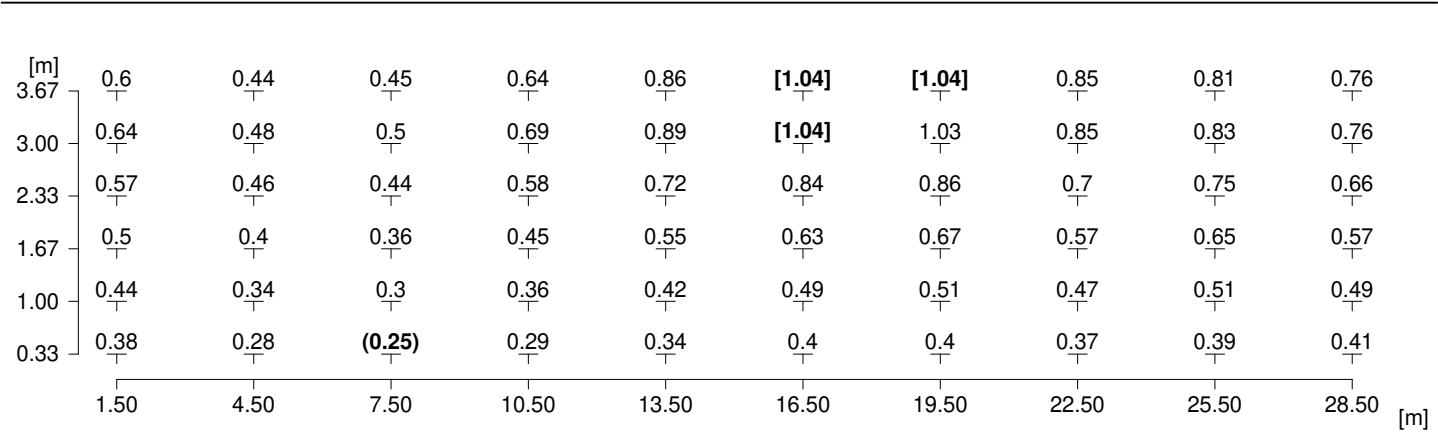 [m]
3.67 0.6 0.44 0.45 0.64 0.86 [1.04] [1.04] 0.85 0.81 0.76
3.00 0.64 0.48 0.5 0.69 0.89 [1.04] 1.03 0.85 0.83 0.76
2.33 0.57 0.46 0.44 0.58 0.72 0.84 0.86 0.7 0.75 0.66
1.67 0.5 0.4 0.36 0.45 0.55 0.63 0.67 0.57 0.65 0.57
1.00 0.44 0.34 0.3 0.36 0.42 0.49 0.51 0.47 0.51 0.49
0.33 0.38 0.28 (0.25) 0.29 0.34 0.4 0.4 0.37 0.39 0.41
1.50 4.50 7.50 10.50 13.50 16.50 19.50 22.50 25.50 28.50 [m]